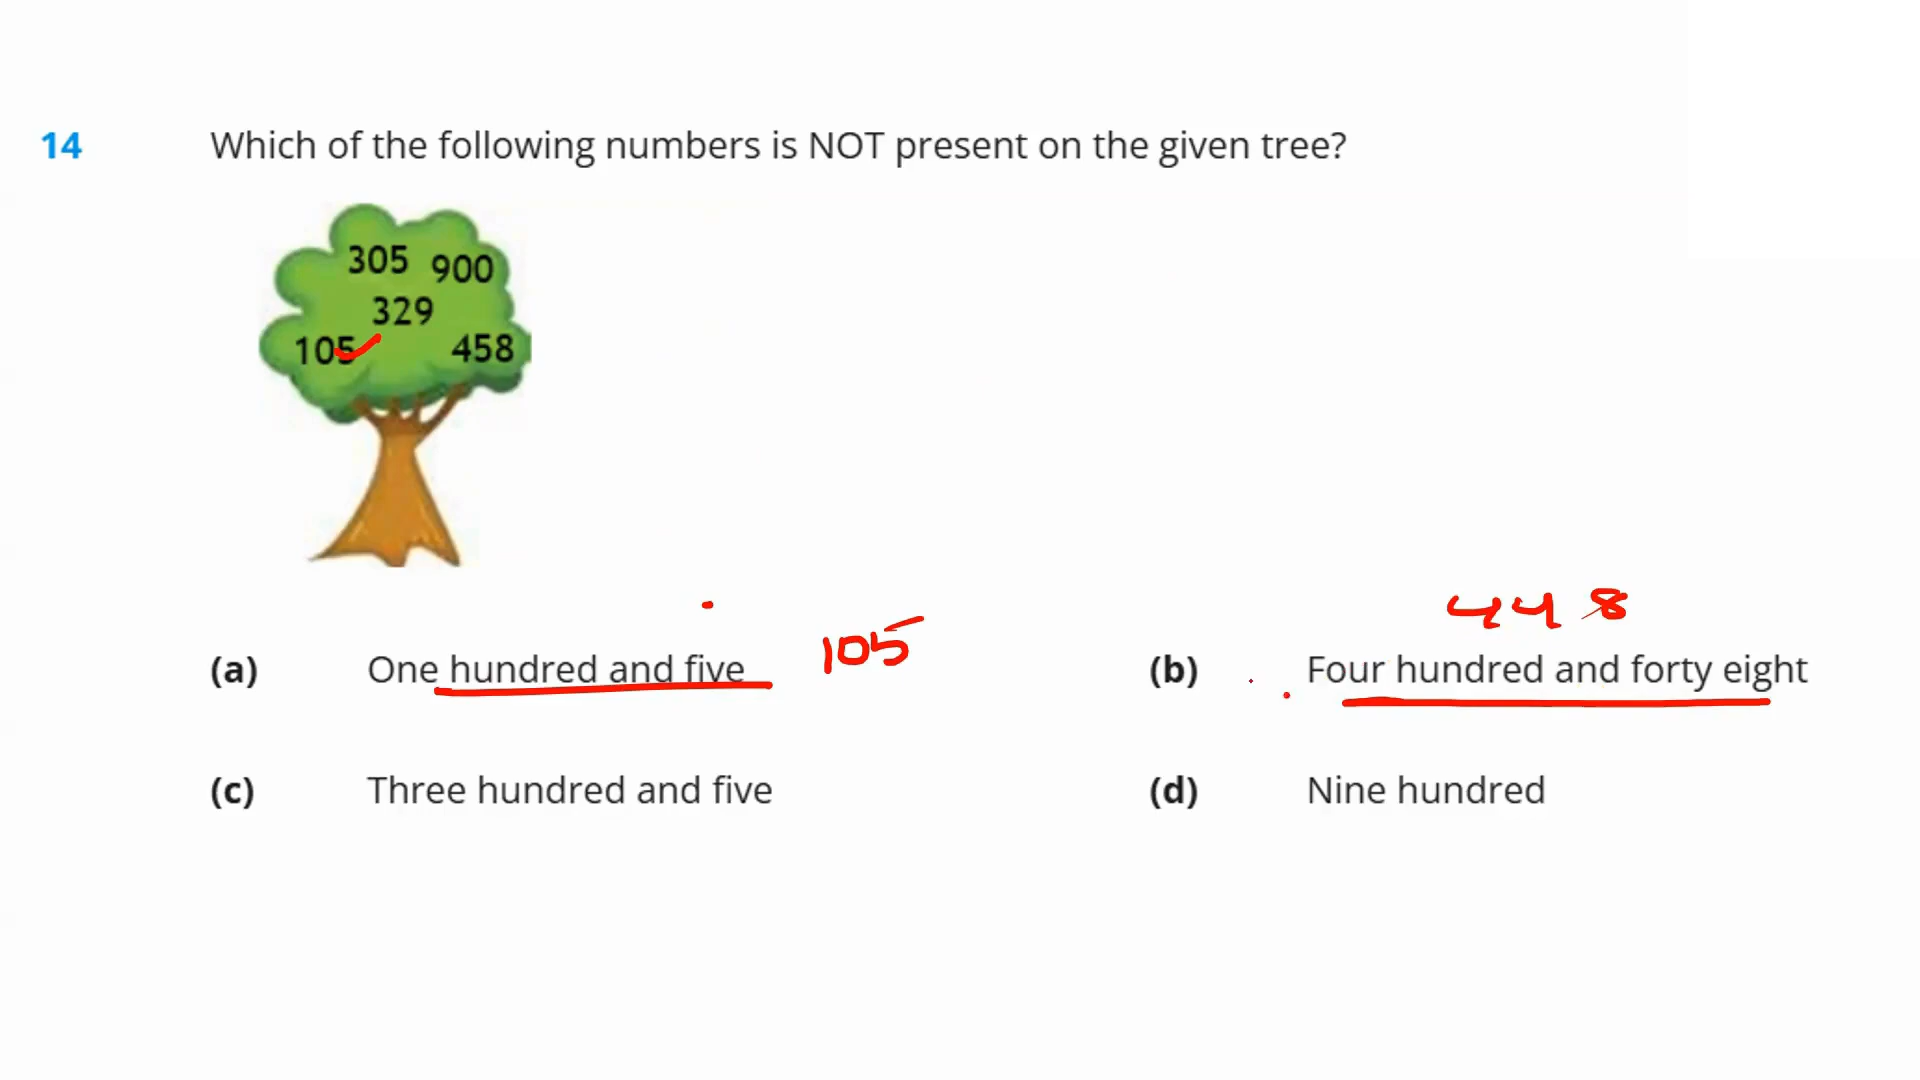 14 Which of the following numbers is NOT present on the given tree?
305 900
329
105 458
448
105
(a) One hundred and five (b) Four hundred and forty eight
(c) Three hundred and five (d) Nine hundred